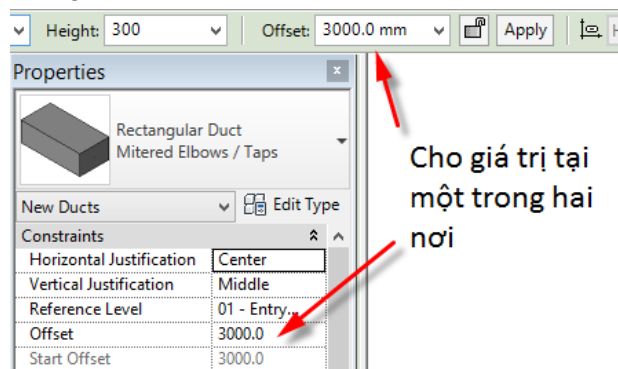 Height: 300 Offset: 3000.0 mm Apply
Properties
Rectangular Duct
Mitered Elbows / Taps
New Ducts Edit Type
Constraints
Horizontal Justification Center
Vertical Justification Middle
Reference Level 01 - Entry...
Offset 3000.0
Start Offset 3000.0
Cho giá trị tại
một trong hai
nơi